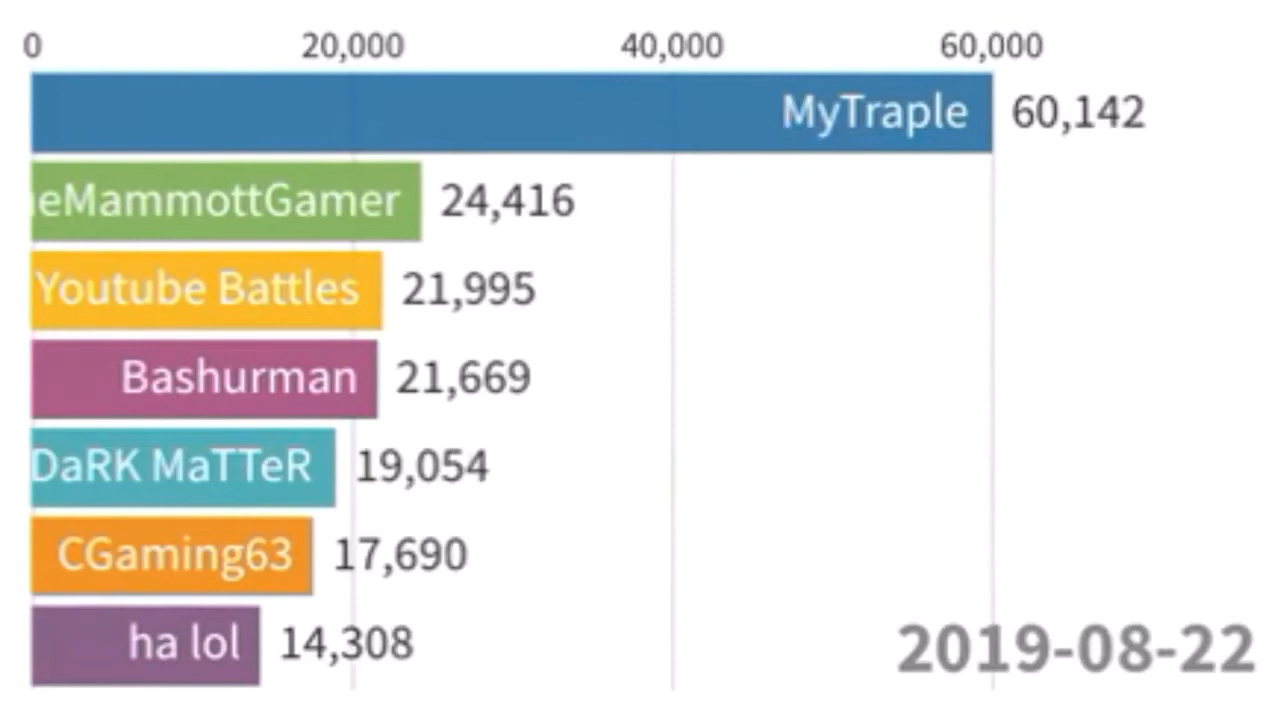 0 20,000 40,000 60,000
MyTraple 60,142
eMammottGamer 24,416
Youtube Battles 21,995
Bashurman 21,669
DaRK MaTTeR 19,054
CGaming63 17,690
ha lol 14,308
2019-08-22